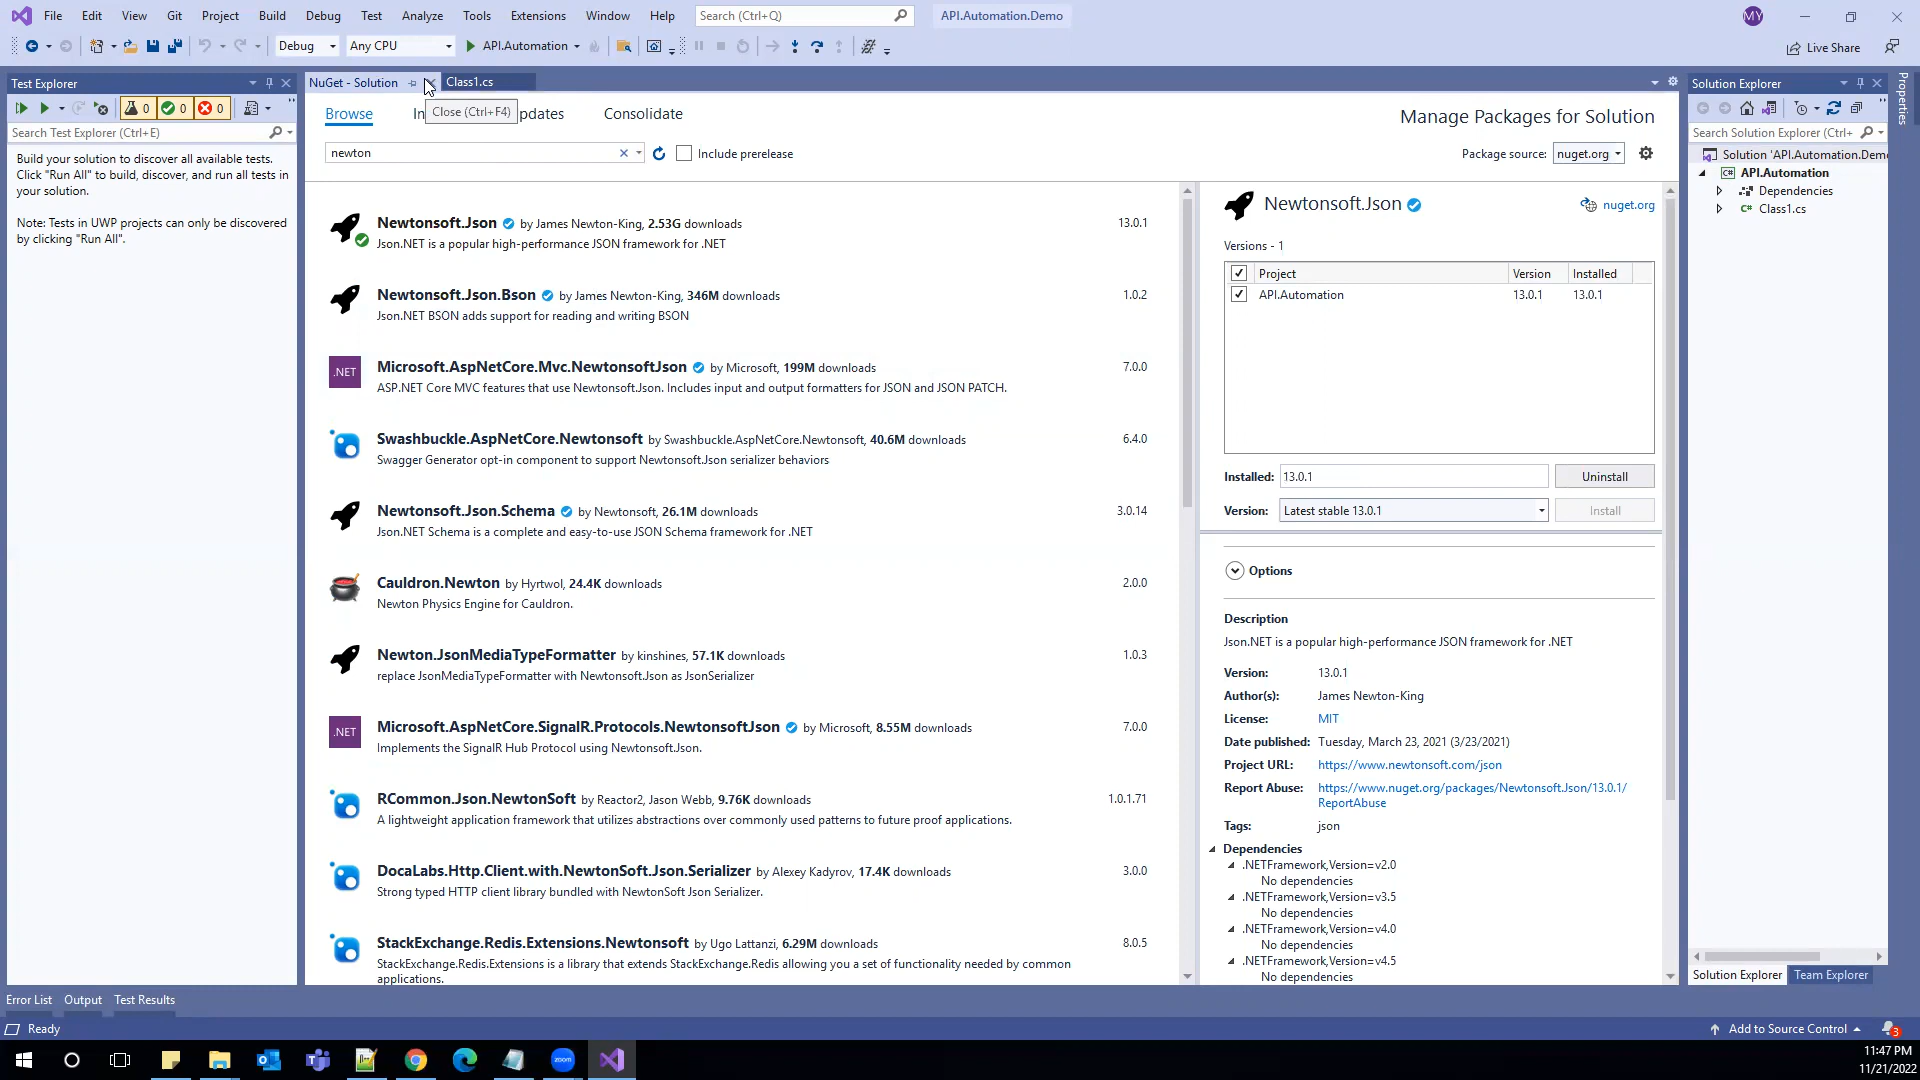 File Edit View Git Project Build Debug Test Analyze Tools Extensions Window Help Search (Ctrl+Q) API.Automation.Demo MY
Debug Any CPU API.Automation Live Share
Test Explorer
NuGet - Solution Class1.cs
Close (Ctrl+F4)
0 0 0
Search Test Explorer (Ctrl+E)
Build your solution to discover all available tests.
Click "Run All" to build, discover, and run all tests in
your solution.
Note: Tests in UWP projects can only be discovered
by clicking "Run All".
Browse In pdates Consolidate
Manage Packages for Solution
newton Include prerelease
Package source: nuget.org
Newtonsoft.Json by James Newton-King, 2.53G downloads 13.0.1
Json.NET is a popular high-performance JSON framework for .NET
Newtonsoft.Json.Bson by James Newton-King, 346M downloads 1.0.2
Json.NET BSON adds support for reading and writing BSON
.NET Microsoft.AspNetCore.Mvc.NewtonsoftJson by Microsoft, 199M downloads 7.0.0
ASP.NET Core MVC features that use Newtonsoft.Json. Includes input and output formatters for JSON and JSON PATCH.
Swashbuckle.AspNetCore.Newtonsoft by Swashbuckle.AspNetCore.Newtonsoft, 40.6M downloads 6.4.0
Swagger Generator opt-in component to support Newtonsoft.Json serializer behaviors
Newtonsoft.Json.Schema by Newtonsoft, 26.1M downloads 3.0.14
Json.NET Schema is a complete and easy-to-use JSON Schema framework for .NET
Cauldron.Newton by Hyrtwol, 24.4K downloads 2.0.0
Newton Physics Engine for Cauldron.
Newton.JsonMediaTypeFormatter by kinshines, 57.1K downloads 1.0.3
replace JsonMediaTypeFormatter with Newtonsoft.Json as JsonSerializer
.NET Microsoft.AspNetCore.SignalR.Protocols.NewtonsoftJson by Microsoft, 8.55M downloads 7.0.0
Implements the SignalR Hub Protocol using Newtonsoft.Json.
RCommon.Json.NewtonSoft by Reactor2, Jason Webb, 9.76K downloads 1.0.1.71
A lightweight application framework that utilizes abstractions over commonly used patterns to future proof applications.
DocaLabs.Http.Client.with.NewtonSoft.Json.Serializer by Alexey Kadyrov, 17.4K downloads 3.0.0
Strong typed HTTP client library bundled with NewtonSoft Json Serializer.
StackExchange.Redis.Extensions.Newtonsoft by Ugo Lattanzi, 6.29M downloads 8.0.5
StackExchange.Redis.Extensions is a library that extends StackExchange.Redis allowing you a set of functionality needed by common
applications.
Newtonsoft.Json nuget.org
Versions - 1
Project Version Installed
API.Automation 13.0.1 13.0.1
Installed: 13.0.1 Uninstall
Version: Latest stable 13.0.1 Install
Options
Description
Json.NET is a popular high-performance JSON framework for .NET
Version: 13.0.1
Author(s): James Newton-King
License: MIT
Date published: Tuesday, March 23, 2021 (3/23/2021)
Project URL: https://www.newtonsoft.com/json
Report Abuse: https://www.nuget.org/packages/Newtonsoft.Json/13.0.1/
ReportAbuse
Tags: json
Dependencies
.NETFramework,Version=v2.0
No dependencies
.NETFramework,Version=v3.5
No dependencies
.NETFramework,Version=v4.0
No dependencies
.NETFramework,Version=v4.5
No dependencies
Solution Explorer
Search Solution Explorer (Ctrl+
Solution 'API.Automation.Demo
C# API.Automation
Dependencies
C# Class1.cs
Solution Explorer Team Explorer
Properties
Error List Output Test Results
Ready Add to Source Control 3
zoom
11:47 PM
11/21/2022